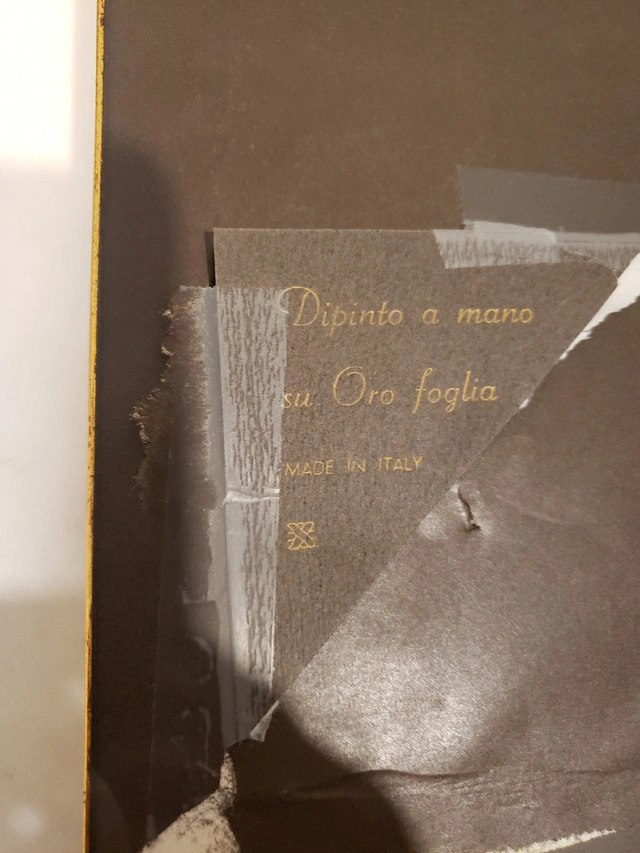 Dipinto a mano
su Oro foglia
MADE IN ITALY